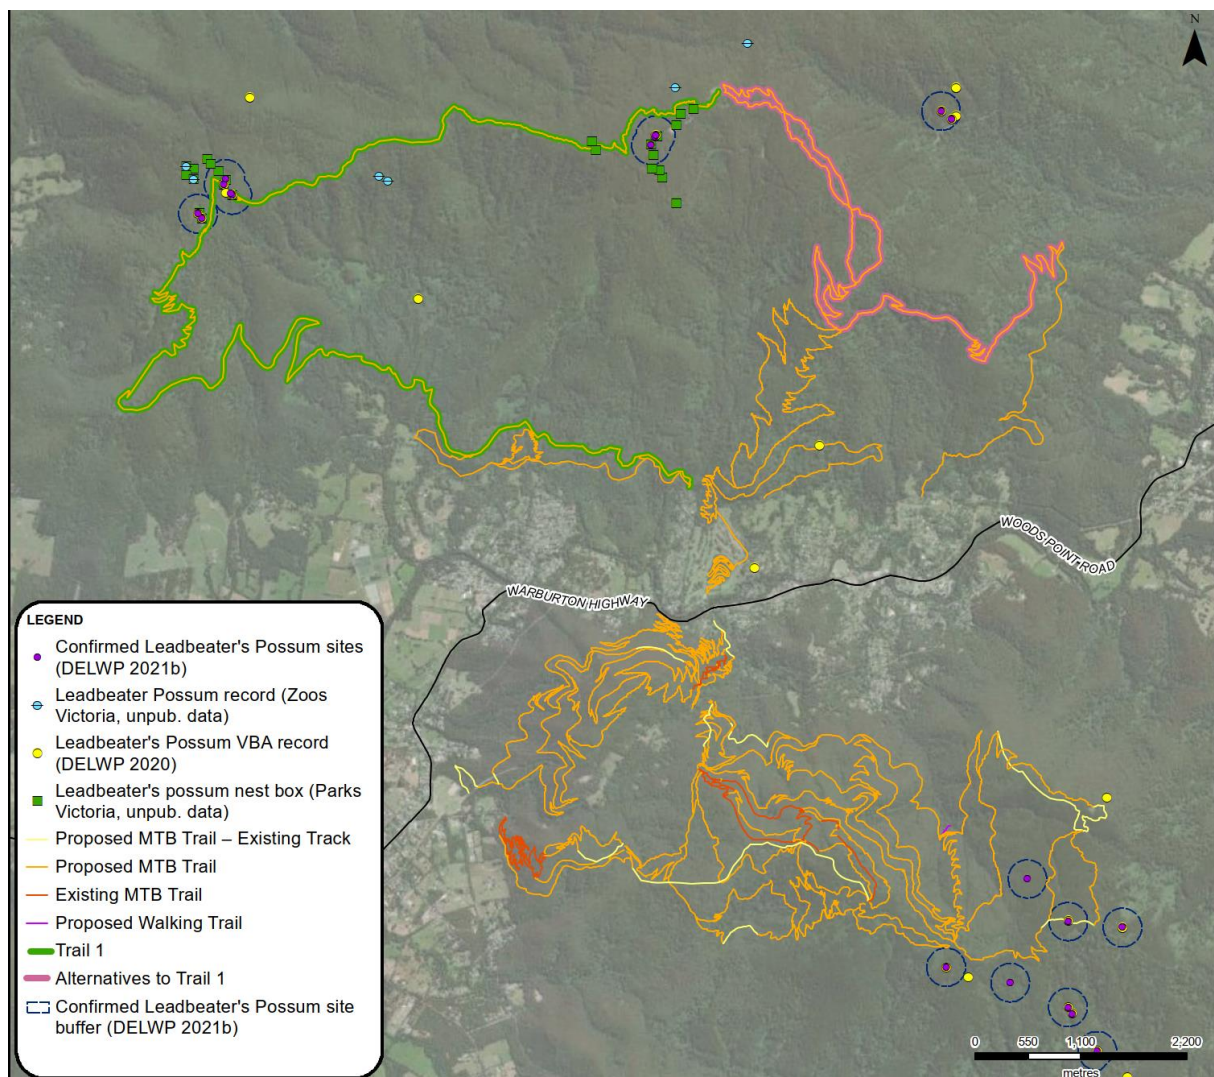 N
WOODS POINT ROAD
WARBURTON HIGHWAY
LEGEND
Confirmed Leadbeater's Possum sites
(DELWP 2021b)
Leadbeater Possum record (Zoos
Victoria, unpub. data)
Leadbeater's Possum VBA record
(DELWP 2020)
Leadbeater's possum nest box (Parks
Victoria, unpub. data)
Proposed MTB Trail – Existing Track
Proposed MTB Trail
Existing MTB Trail
Proposed Walking Trail
Trail 1
Alternatives to Trail 1
Confirmed Leadbeater's Possum site
buffer (DELWP 2021b)
0 550 1,100 2,200
metres